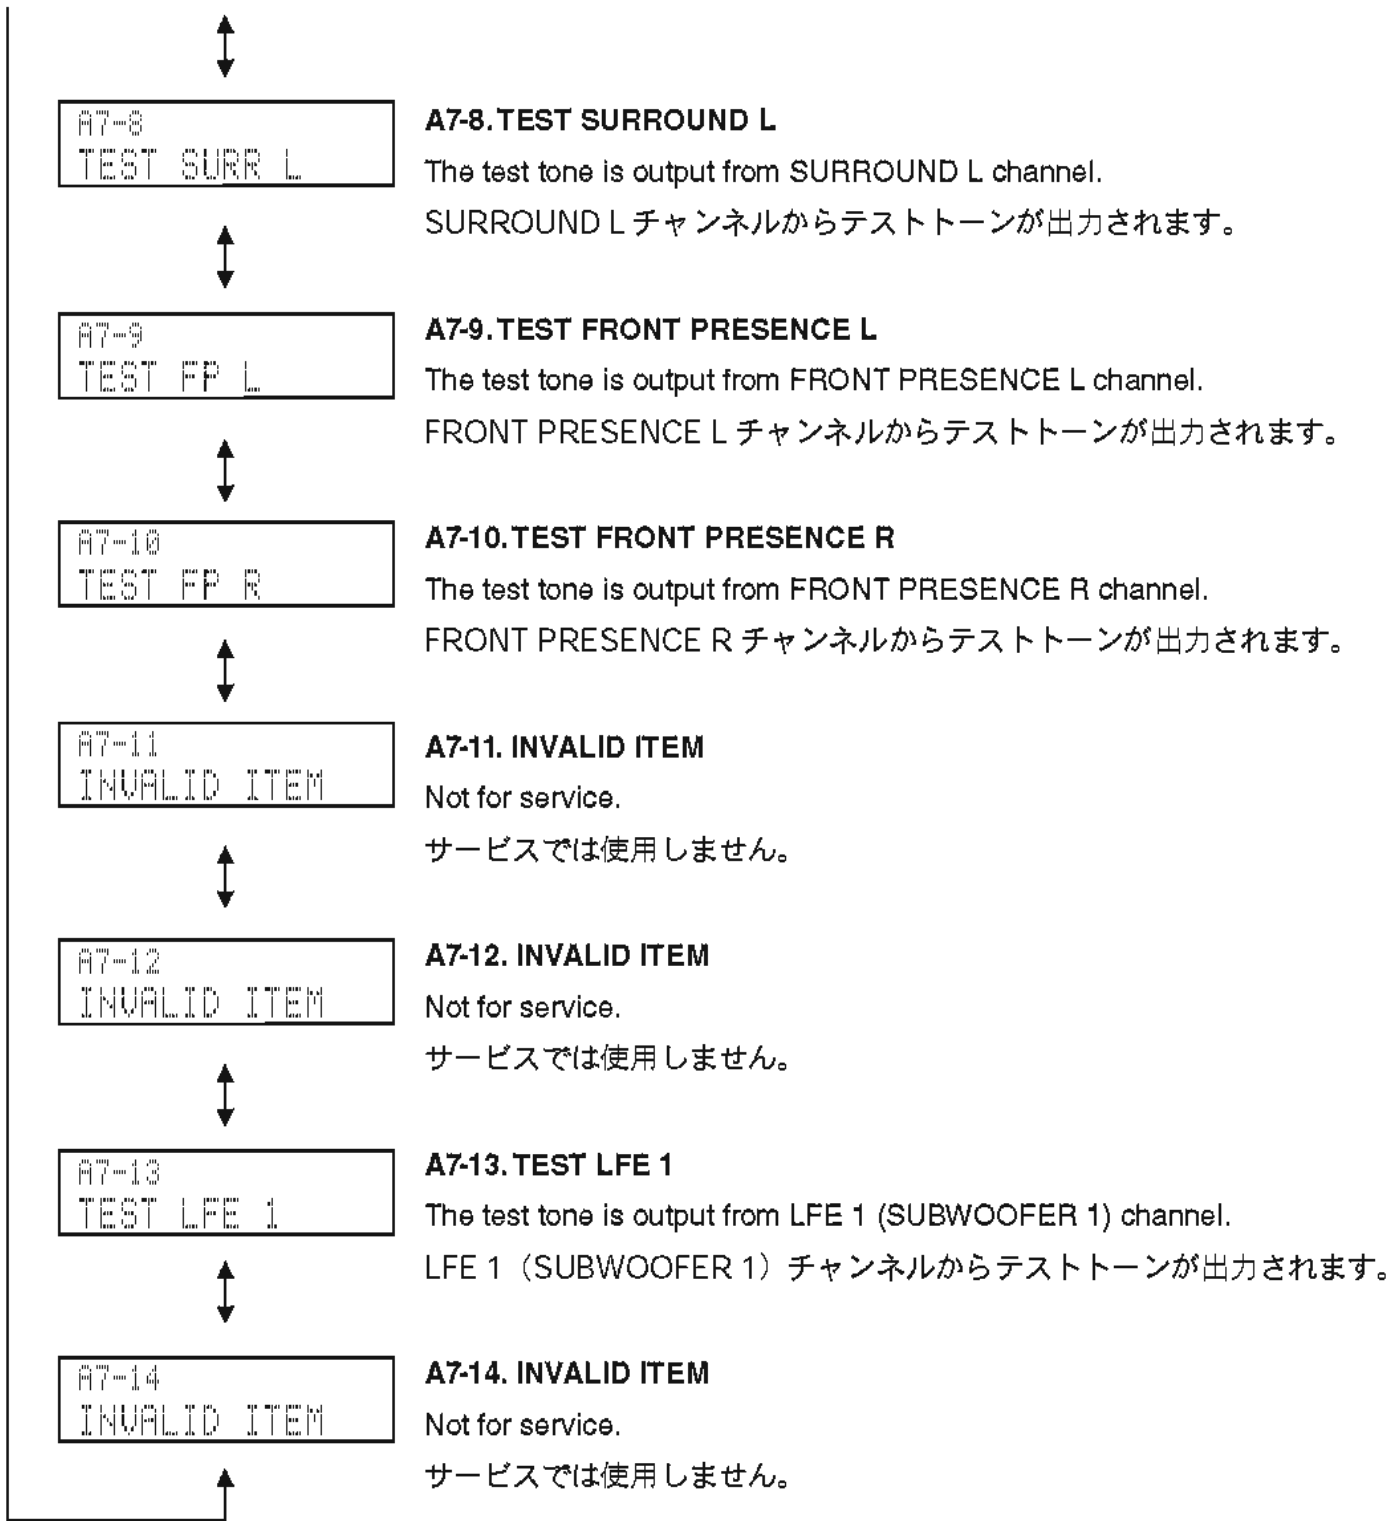 A7-8
TEST SURR L
A7-8. TEST SURROUND L
The test tone is output from SURROUND L channel.
SURROUND L チャンネルからテストトーンが出力されます。
A7-9
TEST FP L
A7-9. TEST FRONT PRESENCE L
The test tone is output from FRONT PRESENCE L channel.
FRONT PRESENCE L チャンネルからテストトーンが出力されます。
A7-10
TEST FP R
A7-10. TEST FRONT PRESENCE R
The test tone is output from FRONT PRESENCE R channel.
FRONT PRESENCE R チャンネルからテストトーンが出力されます。
A7-11
INVALID ITEM
A7-11. INVALID ITEM
Not for service.
サービスでは使用しません。
A7-12
INVALID ITEM
A7-12. INVALID ITEM
Not for service.
サービスでは使用しません。
A7-13
TEST LFE 1
A7-13. TEST LFE 1
The test tone is output from LFE 1 (SUBWOOFER 1) channel.
LFE 1（SUBWOOFER 1）チャンネルからテストトーンが出力されます。
A7-14
INVALID ITEM
A7-14. INVALID ITEM
Not for service.
サービスでは使用しません。